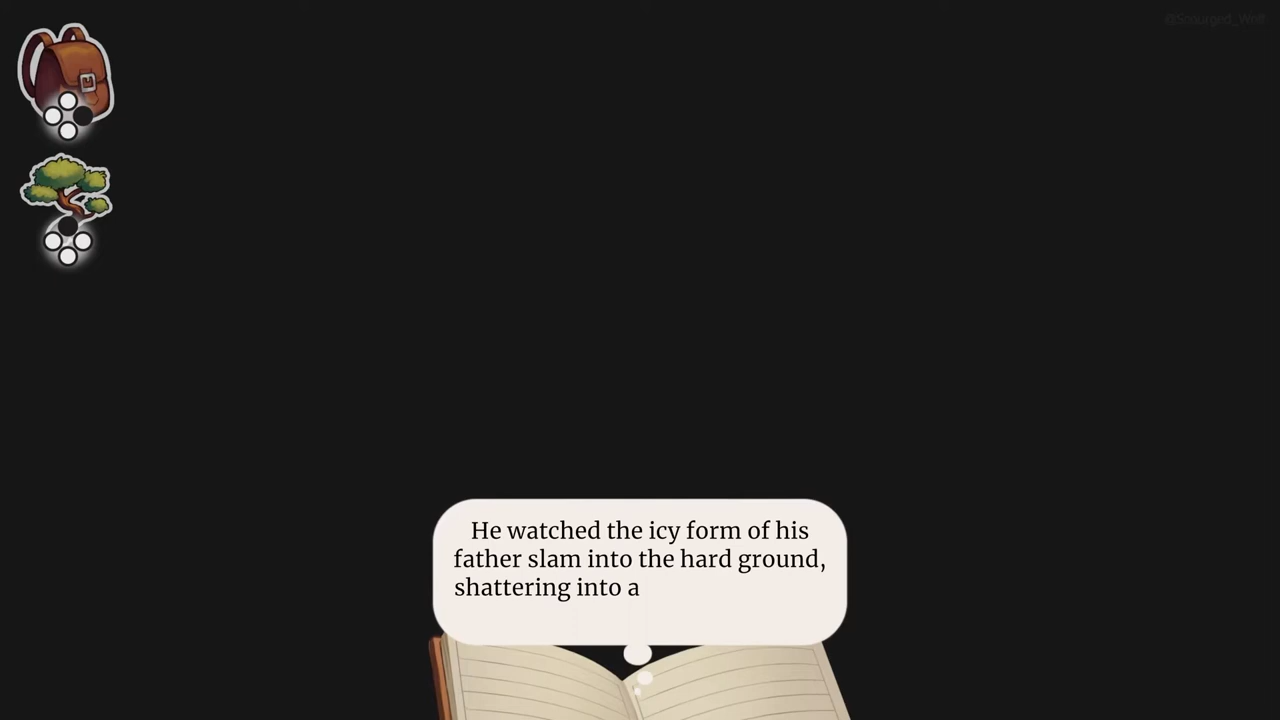 He watched the icy form of his
father slam into the hard ground,
shattering into a